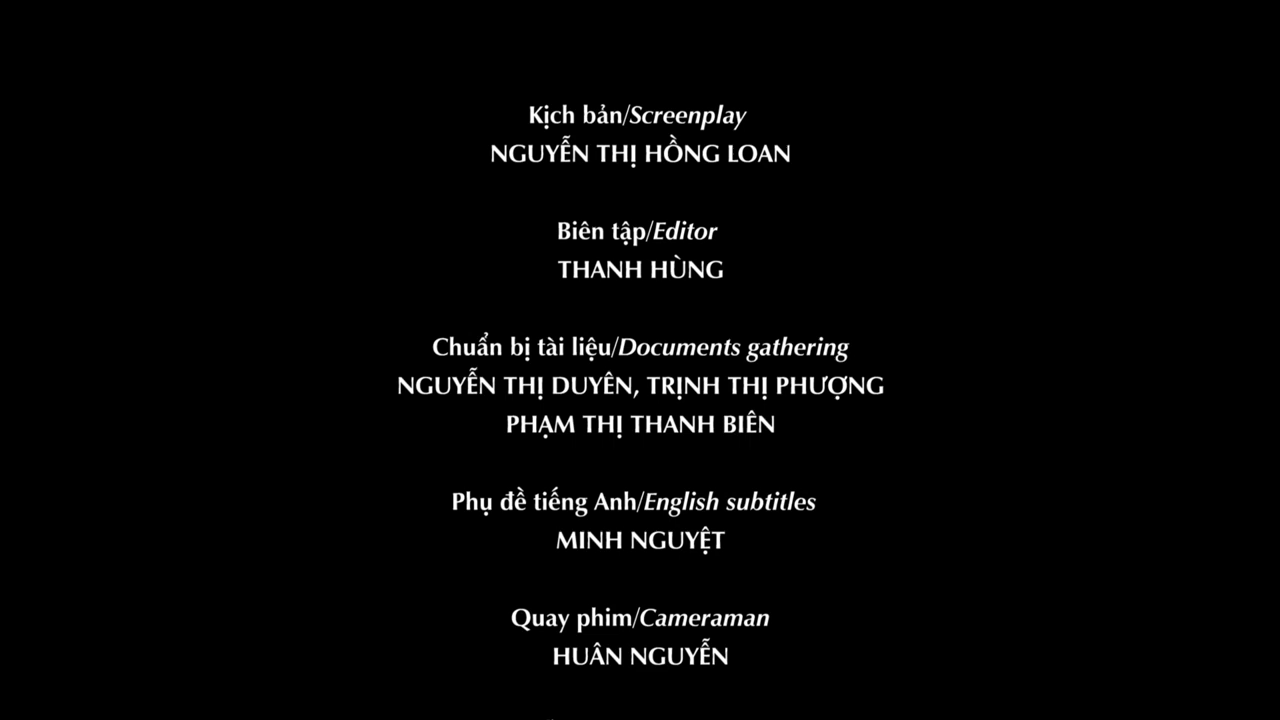 Kịch bản/Screenplay
NGUYỄN THỊ HỒNG LOAN
Biên tập/Editor
THANH HÙNG
Chuẩn bị tài liệu/Documents gathering
NGUYỄN THỊ DUYÊN, TRỊNH THỊ PHƯỢNG
PHẠM THỊ THANH BIÊN
Phụ đề tiếng Anh/English subtitles
MINH NGUYỆT
Quay phim/Cameraman
HUÂN NGUYỄN